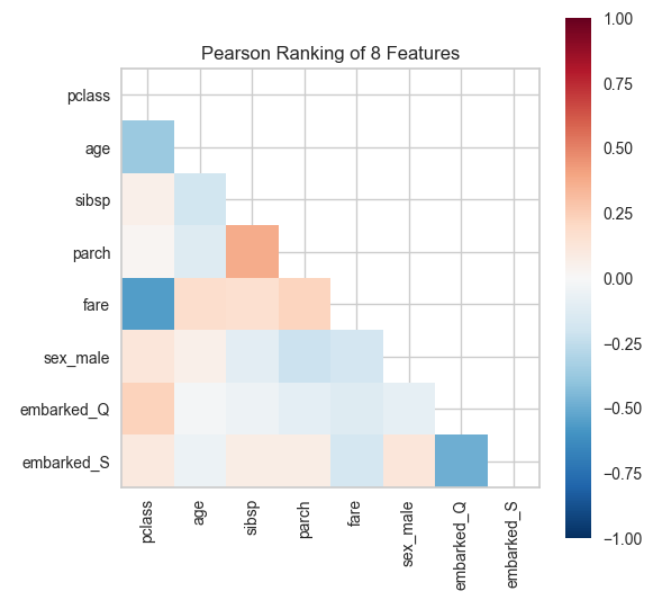 Pearson Ranking of 8 Features
pclass
age
sibsp
parch
fare
sex_male
embarked_Q
embarked_S
pclass
age
sibsp
parch
fare
sex_male
embarked_Q
embarked_S
1.00
0.75
0.50
0.25
0.00
−0.25
−0.50
−0.75
−1.00